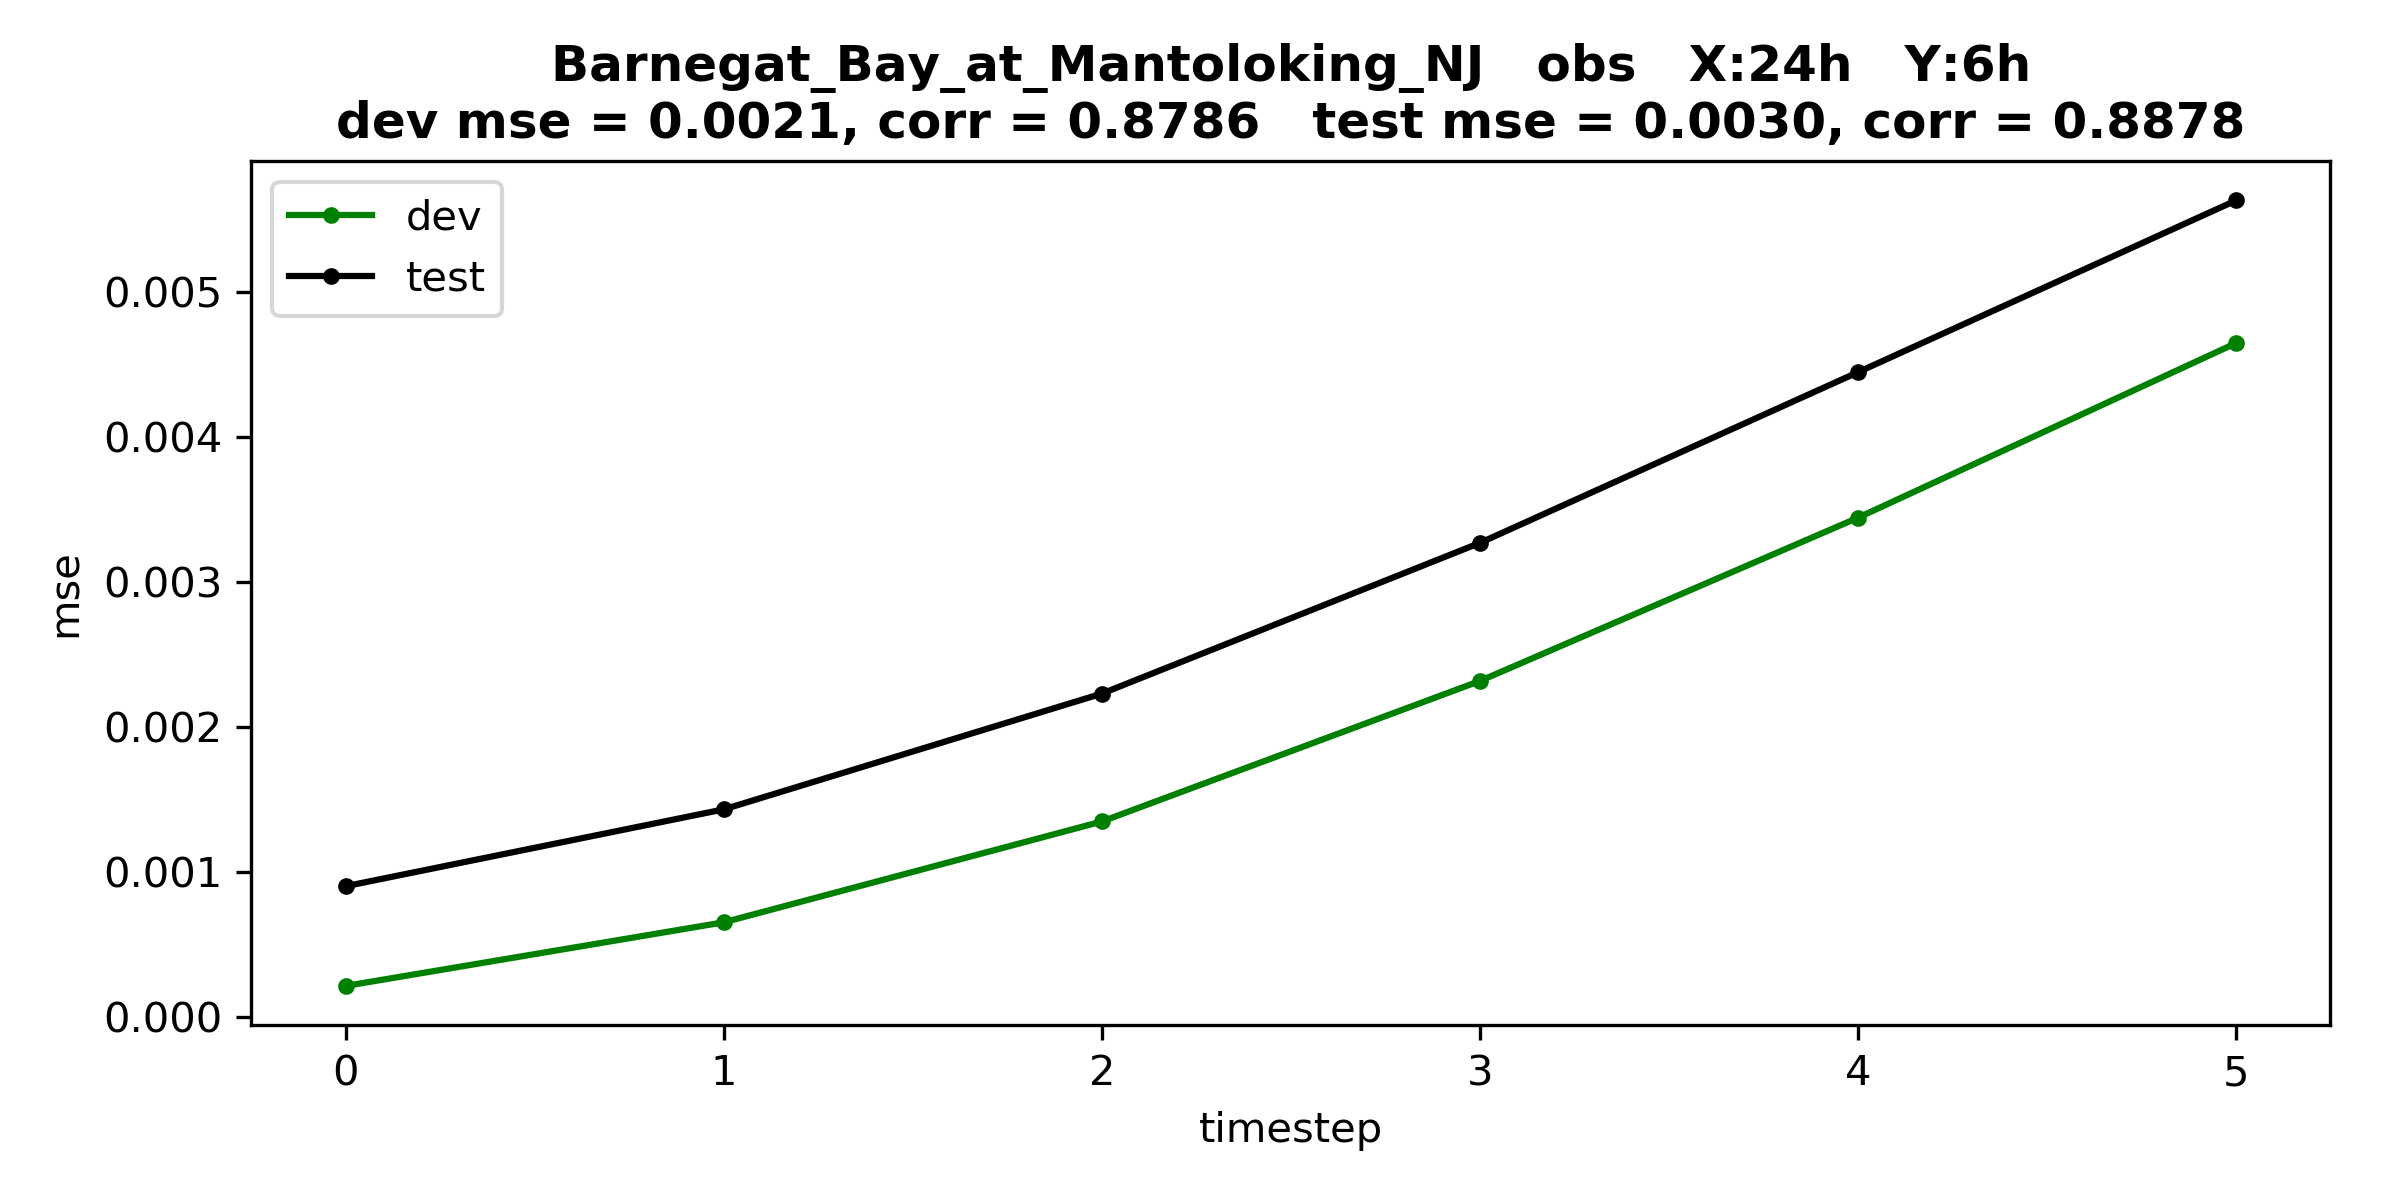 Barnegat_Bay_at_Mantoloking_NJ   obs   X:24h   Y:6h
dev mse = 0.0021, corr = 0.8786   test mse = 0.0030, corr = 0.8878
dev
test
0.005
0.004
0.003
0.002
0.001
0.000
mse
0 1 2 3 4 5
timestep